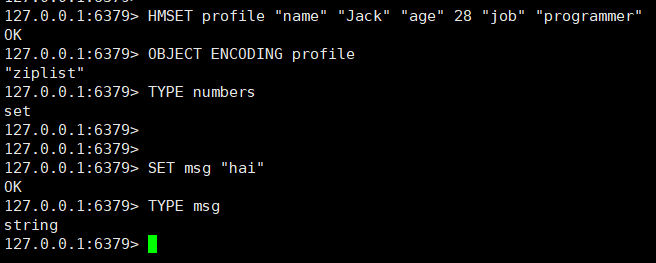 127.0.0.1:6379> HMSET profile "name" "Jack" "age" 28 "job" "programmer"
OK
127.0.0.1:6379> OBJECT ENCODING profile
"ziplist"
127.0.0.1:6379> TYPE numbers
set
127.0.0.1:6379>
127.0.0.1:6379>
127.0.0.1:6379> SET msg "hai"
OK
127.0.0.1:6379> TYPE msg
string
127.0.0.1:6379>